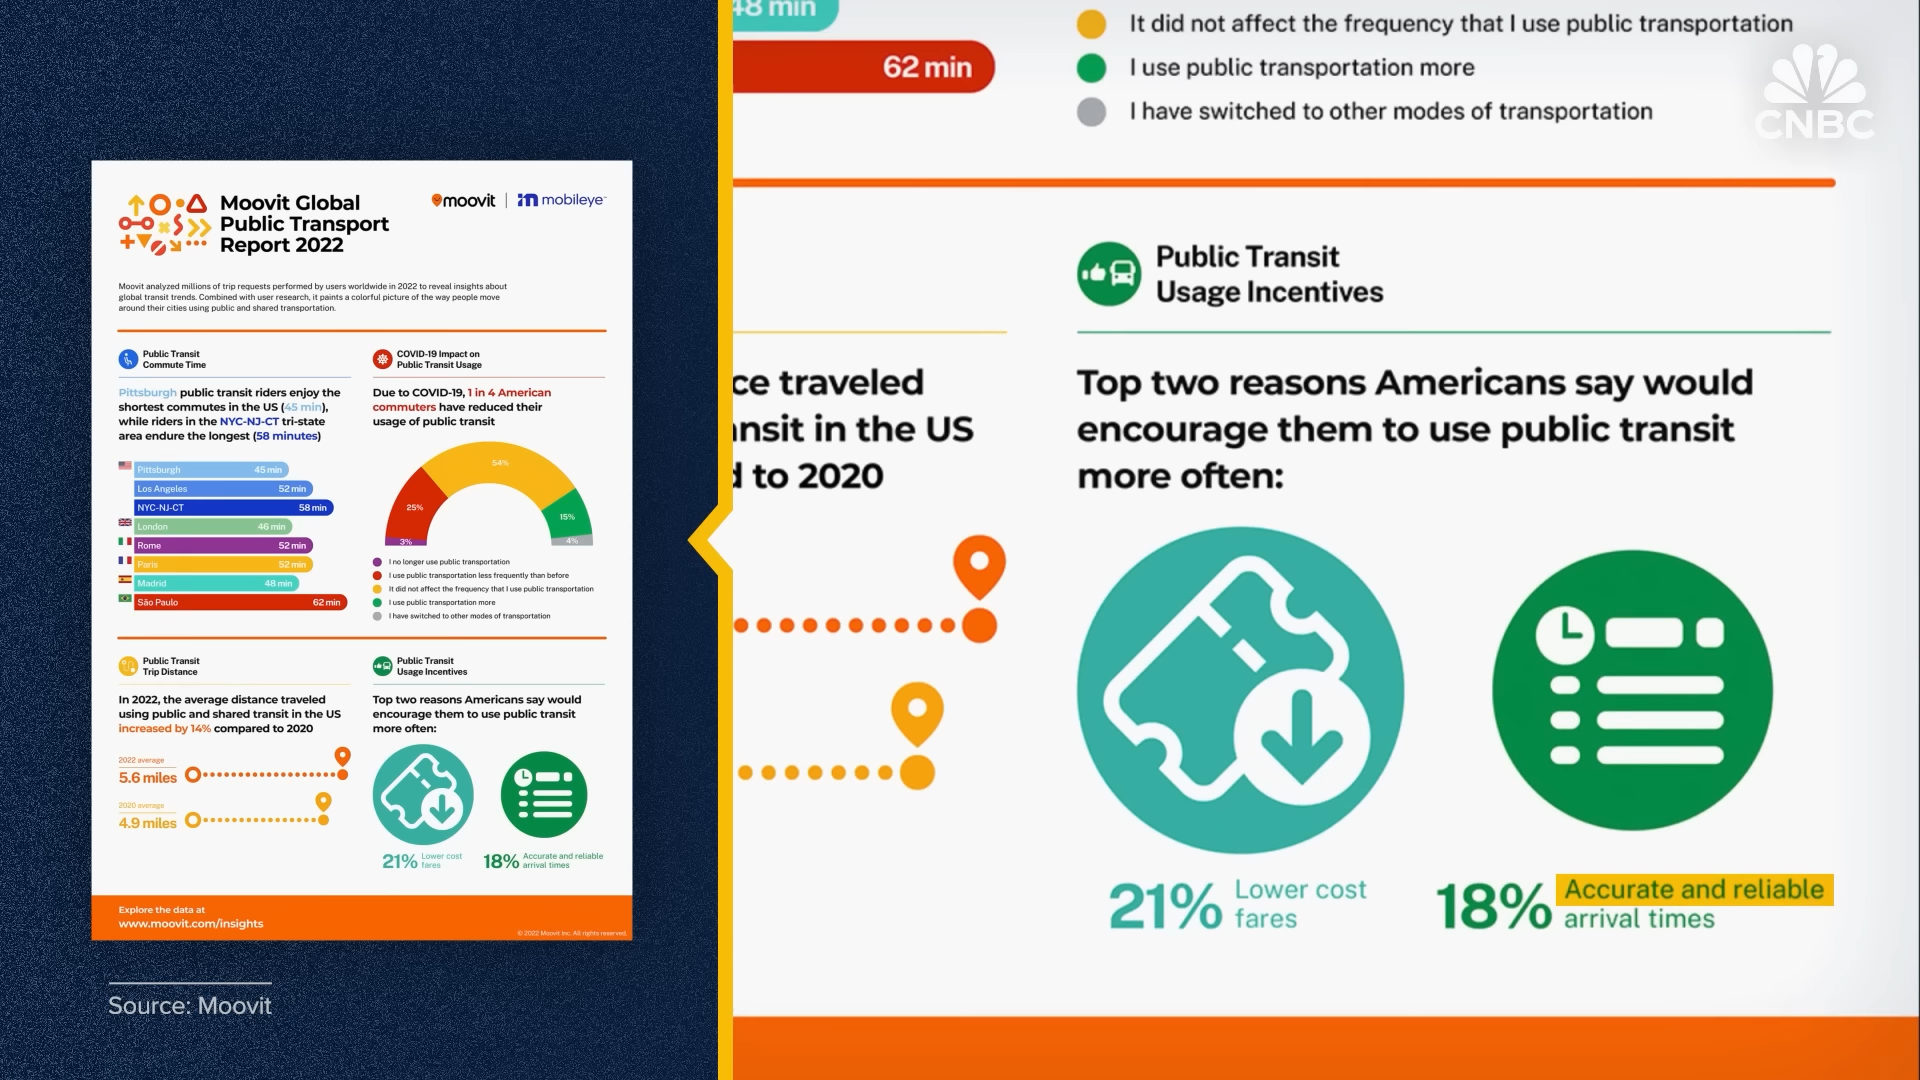 Moovit Global
Public Transport
Report 2022
moovit | mobileye™
Moovit analyzed millions of trip requests performed by users worldwide in 2022 to reveal insights about
global transit trends. Combined with user research, it paints a colorful picture of the way people move
around their cities using public and shared transportation.
Public Transit
Commute Time
Pittsburgh public transit riders enjoy the
shortest commutes in the US (45 min),
while riders in the NYC-NJ-CT tri-state
area endure the longest (58 minutes)
Pittsburgh 45 min
Los Angeles 52 min
NYC-NJ-CT 58 min
London 46 min
Rome 52 min
Paris 52 min
Madrid 48 min
São Paulo 62 min
COVID-19 Impact on
Public Transit Usage
Due to COVID-19, 1 in 4 American
commuters have reduced their
usage of public transit
54%
25%
15%
3%
4%
I no longer use public transportation
I use public transportation less frequently than before
It did not affect the frequency that I use public transportation
I use public transportation more
I have switched to other modes of transportation
Public Transit
Trip Distance
In 2022, the average distance traveled
using public and shared transit in the US
increased by 14% compared to 2020
2022 average
5.6 miles
2020 average
4.9 miles
Public Transit
Usage Incentives
Top two reasons Americans say would
encourage them to use public transit
more often:
21% Lower cost
fares
18% Accurate and reliable
arrival times
Explore the data at
www.moovit.com/insights
© 2022 Moovit Inc. All rights reserved.
Source: Moovit
48 min
62 min
It did not affect the frequency that I use public transportation
I use public transportation more
I have switched to other modes of transportation
CNBC
ce traveled
ansit in the US
d to 2020
Public Transit
Usage Incentives
Top two reasons Americans say would
encourage them to use public transit
more often:
21% Lower cost
fares
18% Accurate and reliable
arrival times